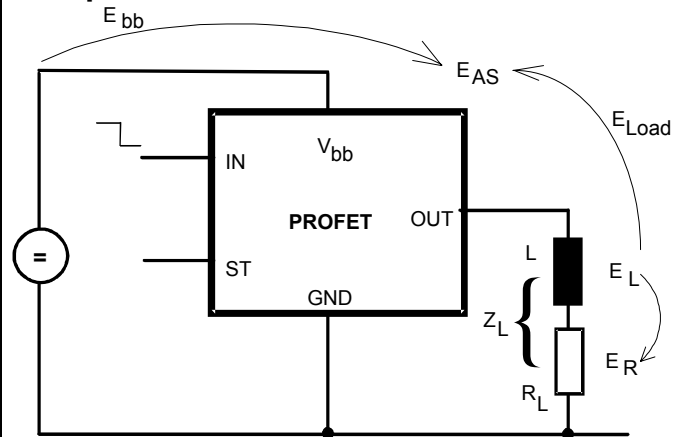 E bb
E AS
E Load
IN
V bb
PROFET
OUT
=
ST
GND
L
E L
Z L {
E R
R L